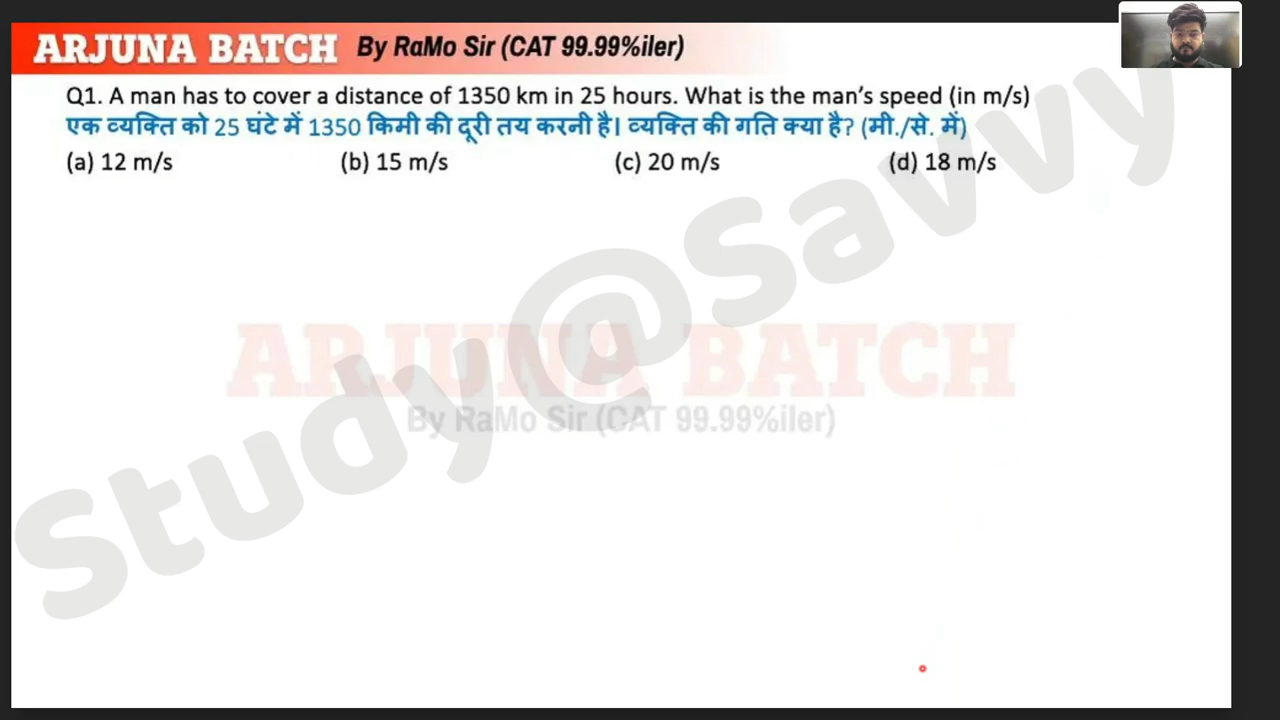 ARJUNA BATCH By RaMo Sir (CAT 99.99%iler)
Q1. A man has to cover a distance of 1350 km in 25 hours. What is the man’s speed (in m/s)
एक व्यक्ति को 25 घंटे में 1350 किमी की दूरी तय करनी है। व्यक्ति की गति क्या है? (मी./से. में)
(a) 12 m/s (b) 15 m/s (c) 20 m/s (d) 18 m/s
ARJUNA BATCH
By RaMo Sir (CAT 99.99%iler)
Study@Savvy